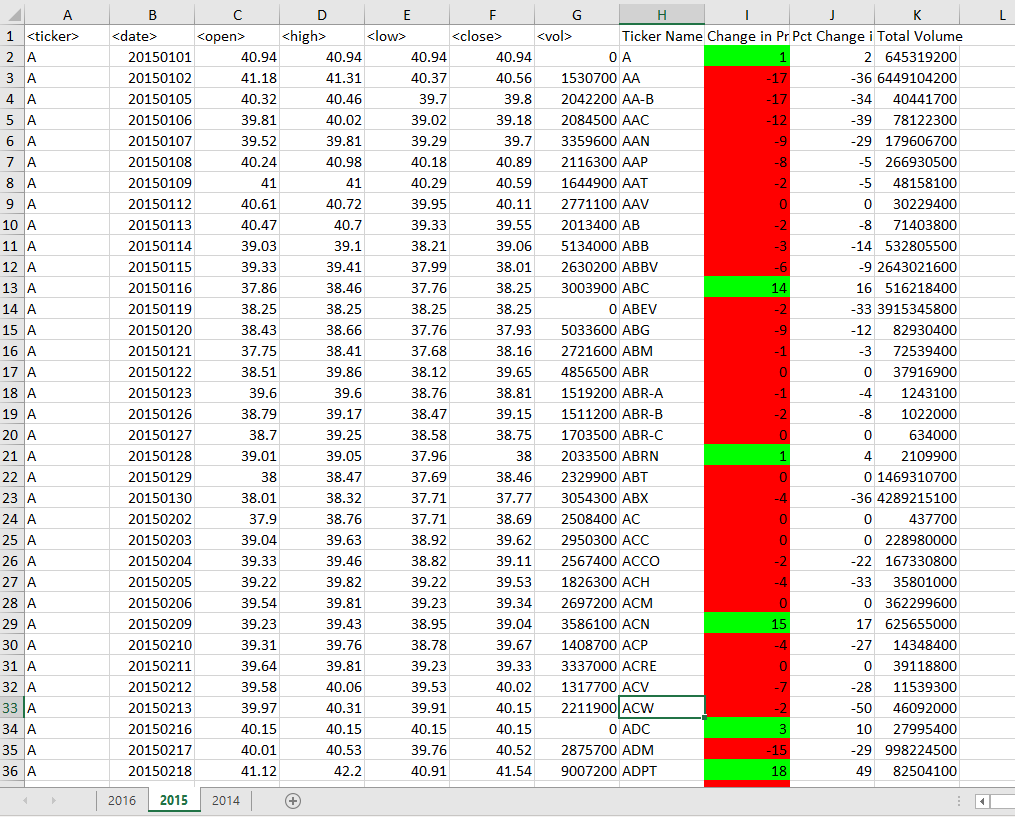 A B C D E F G H I J K L
1 <ticker> <date> <open> <high> <low> <close> <vol> Ticker Name Change in Pr Pct Change i Total Volume
2 A 20150101 40.94 40.94 40.94 40.94 0 A 1 2 645319200
3 A 20150102 41.18 41.31 40.37 40.56 1530700 AA -17 -36 6449104200
4 A 20150105 40.32 40.46 39.7 39.8 2042200 AA-B -17 -34 40441700
5 A 20150106 39.81 40.02 39.02 39.18 2084500 AAC -12 -39 78122300
6 A 20150107 39.52 39.81 39.29 39.7 3359600 AAN -9 -29 179606700
7 A 20150108 40.24 40.98 40.18 40.89 2116300 AAP -8 -5 266930500
8 A 20150109 41 41 40.29 40.59 1644900 AAT -2 -5 48158100
9 A 20150112 40.61 40.72 39.95 40.11 2771100 AAV 0 0 30229400
10 A 20150113 40.47 40.7 39.33 39.55 2013400 AB -2 -8 71403800
11 A 20150114 39.03 39.1 38.21 39.06 5134000 ABB -3 -14 532805500
12 A 20150115 39.33 39.41 37.99 38.01 2630200 ABBV -6 -9 2643021600
13 A 20150116 37.86 38.46 37.76 38.25 3003900 ABC 14 16 516218400
14 A 20150119 38.25 38.25 38.25 38.25 0 ABEV -2 -33 3915345800
15 A 20150120 38.43 38.66 37.76 37.93 5033600 ABG -9 -12 82930400
16 A 20150121 37.75 38.41 37.68 38.16 2721600 ABM -1 -3 72539400
17 A 20150122 38.51 39.86 38.12 39.65 4856500 ABR 0 0 37916900
18 A 20150123 39.6 39.6 38.76 38.81 1519200 ABR-A -1 -4 1243100
19 A 20150126 38.79 39.17 38.47 39.15 1511200 ABR-B -2 -8 1022000
20 A 20150127 38.7 39.25 38.58 38.75 1703500 ABR-C 0 0 634000
21 A 20150128 39.01 39.05 37.96 38 2033500 ABRN 1 4 2109900
22 A 20150129 38 38.47 37.69 38.46 2329900 ABT 0 0 1469310700
23 A 20150130 38.01 38.32 37.71 37.77 3054300 ABX -4 -36 4289215100
24 A 20150202 37.9 38.76 37.71 38.69 2508400 AC 0 0 437700
25 A 20150203 39.04 39.63 38.92 39.62 2950300 ACC 0 0 228980000
26 A 20150204 39.33 39.46 38.82 39.11 2567400 ACCO -2 -22 167330800
27 A 20150205 39.22 39.82 39.22 39.53 1826300 ACH -4 -33 35801000
28 A 20150206 39.54 39.81 39.23 39.34 2697200 ACM 0 0 362299600
29 A 20150209 39.23 39.43 38.95 39.04 3586100 ACN 15 17 625655000
30 A 20150210 39.31 39.76 38.78 39.67 1408700 ACP -4 -27 14348400
31 A 20150211 39.64 39.81 39.23 39.33 3337000 ACRE 0 0 39118800
32 A 20150212 39.58 40.06 39.53 40.02 1317700 ACV -7 -28 11539300
33 A 20150213 39.97 40.31 39.91 40.15 2211900 ACW -2 -50 46092000
34 A 20150216 40.15 40.15 40.15 40.15 0 ADC 3 10 27995400
35 A 20150217 40.01 40.53 39.76 40.52 2875700 ADM -15 -29 998224500
36 A 20150218 41.12 42.2 40.91 41.54 9007200 ADPT 18 49 82504100
2016 2015 2014